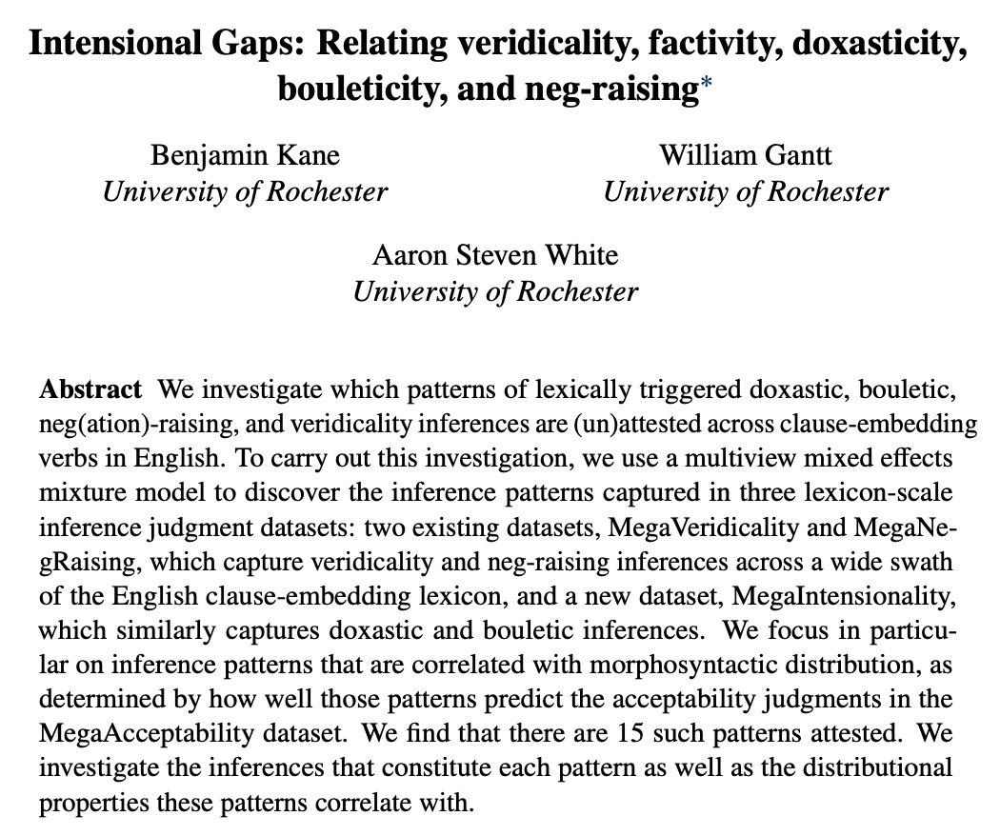 Intensional Gaps: Relating veridicality, factivity, doxasticity,
bouleticity, and neg-raising*
Benjamin Kane
William Gantt
University of Rochester
University of Rochester
Aaron Steven White
University of Rochester
Abstract We investigate which patterns of lexically triggered doxastic, bouletic,
neg(ation)-raising, and veridicality inferences are (un)attested across clause-embedding
verbs in English. To carry out this investigation, we use a multiview mixed effects
mixture model to discover the inference patterns captured in three lexicon-scale
inference judgment datasets: two existing datasets, MegaVeridicality and MegaNe-
gRaising, which capture veridicality and neg-raising inferences across a wide swath
of the English clause-embedding lexicon, and a new dataset, MegaIntensionality,
which similarly captures doxastic and bouletic inferences. We focus in particu-
lar on inference patterns that are correlated with morphosyntactic distribution, as
determined by how well those patterns predict the acceptability judgments in the
MegaAcceptability dataset. We find that there are 15 such patterns attested. We
investigate the inferences that constitute each pattern as well as the distributional
properties these patterns correlate with.